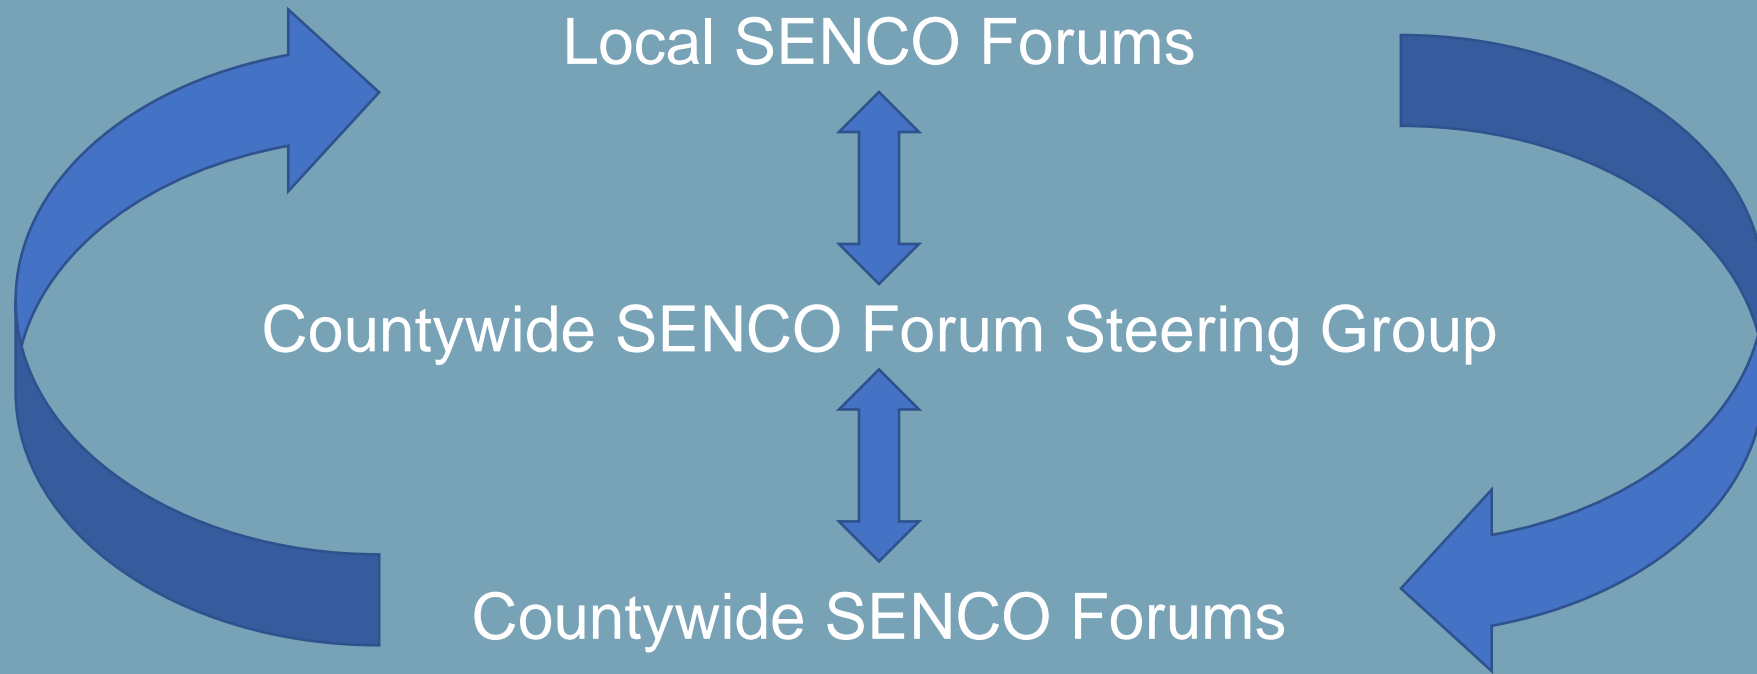 Local SENCO Forums
Countywide SENCO Forum Steering Group
Countywide SENCO Forums